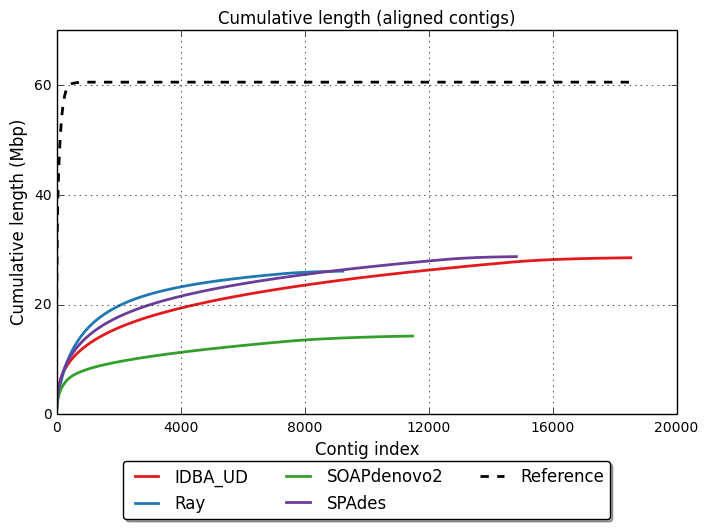 Cumulative length (aligned contigs)
Cumulative length (Mbp)
60
40
20
0
0 4000 8000 12000 16000 20000
Contig index
IDBA_UD SOAPdenovo2 Reference
Ray SPAdes